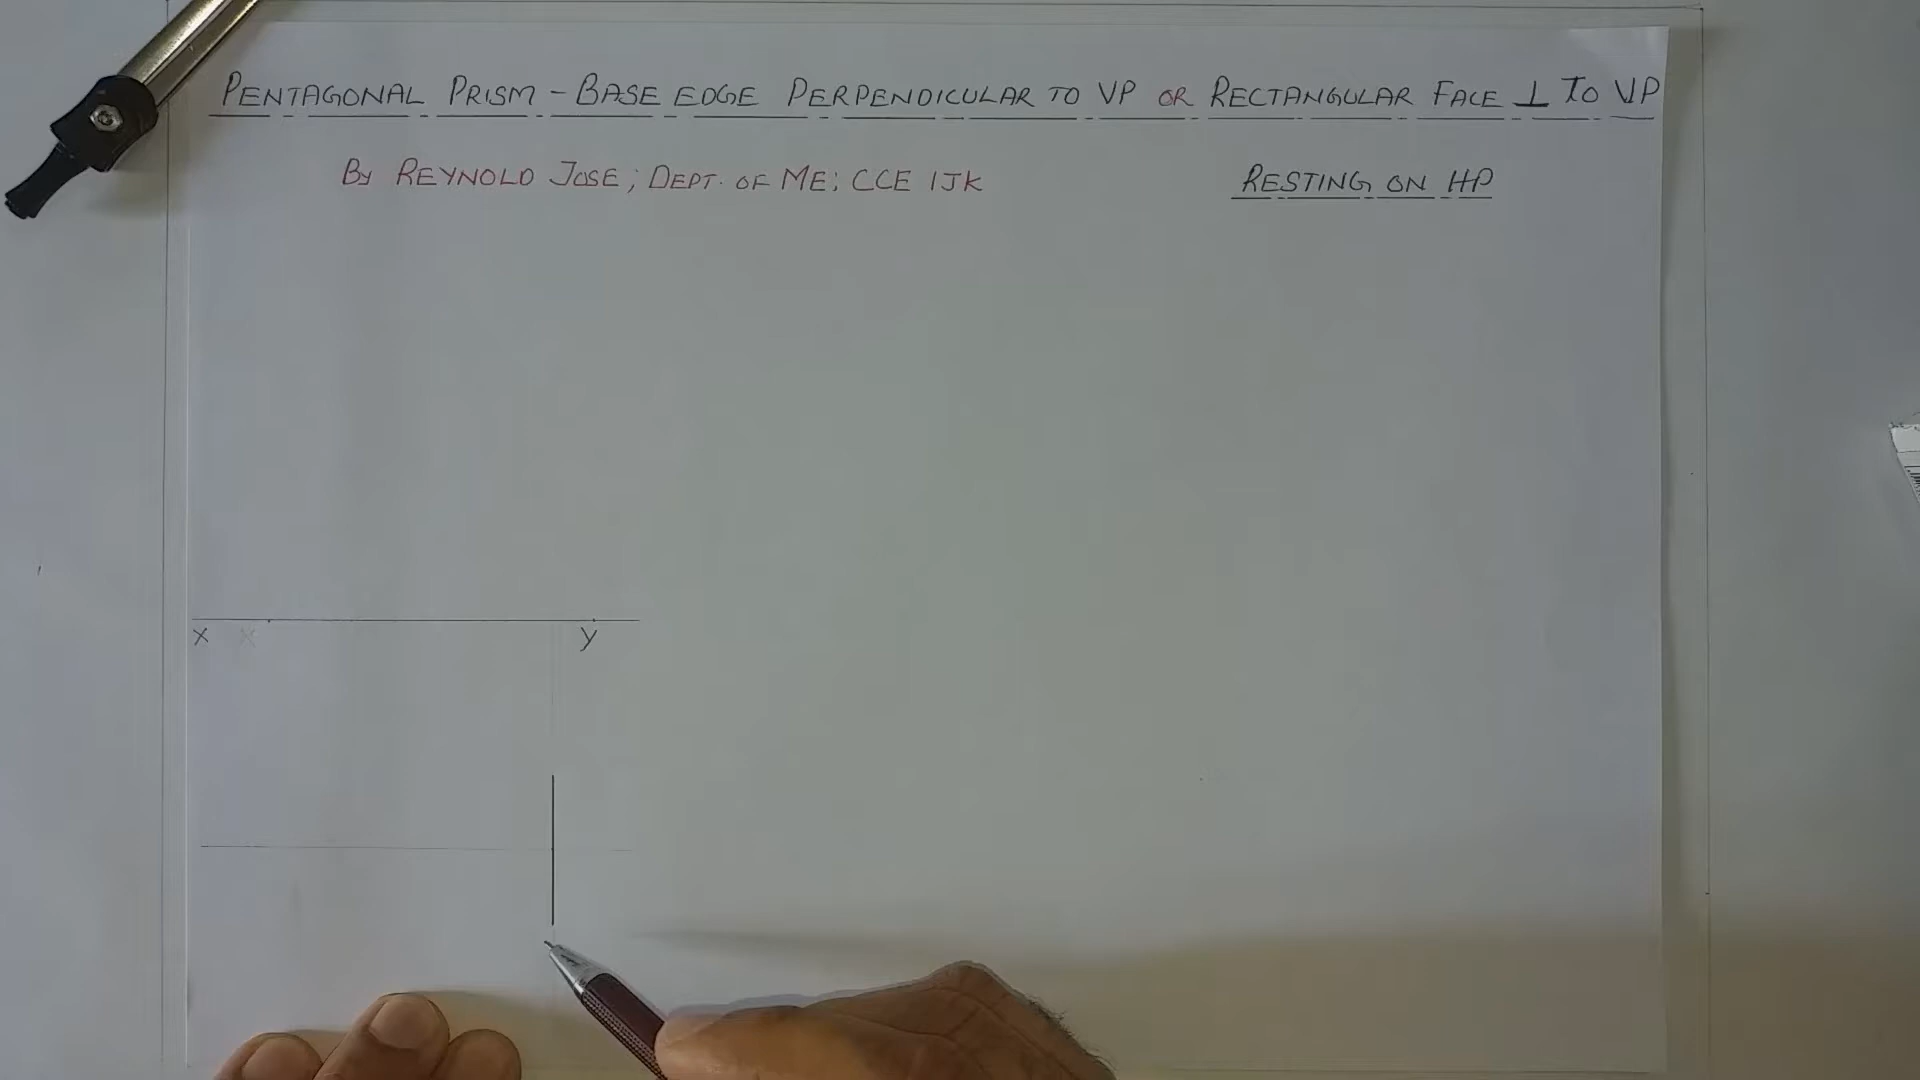 PENTAGONAL PRISM - BASE EDGE PERPENDICULAR TO VP OR RECTANGULAR FACE ⊥ TO VP
By REYNOLD JOSE; DEPT. OF ME; CCE IJK
RESTING ON HP
X X Y